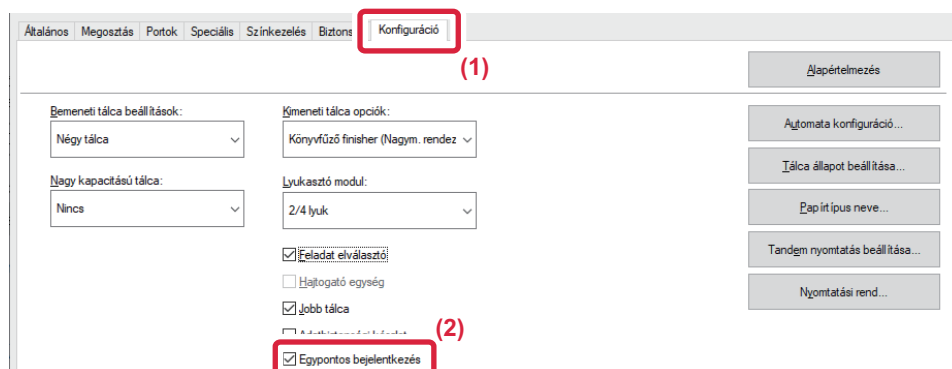 Általános Megosztás Portok Speciális Színkezelés Biztons Konfiguráció
(1)
Alapértelmezés
Bemeneti tálca beállítások:
Kimeneti tálca opciók:
Négy tálca
Könyvfűző finisher (Nagym. rendez
Automata konfiguráció...
Tálca állapot beállítása...
Nagy kapacitású tálca:
Lyukasztó modul:
Nincs
2/4 lyuk
Papírtípus neve...
Feladat elválasztó
Tandem nyomtatás beállítása...
Hajtogató egység
Nyomtatási rend...
Jobb tálca
(2)
Egypontos bejelentkezés